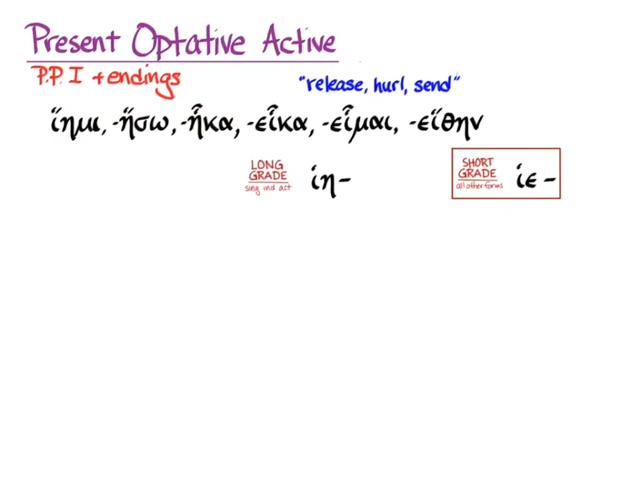 Present Optative Active
P.P. I + endings
"release, hurl, send"
ἵημι, -ἥσω, -ἧκα, -εἷκα, -εἷμαι, -εἵθην
LONG
GRADE
sing ind act
ἱη-
SHORT
GRADE
all other forms
ἱε-